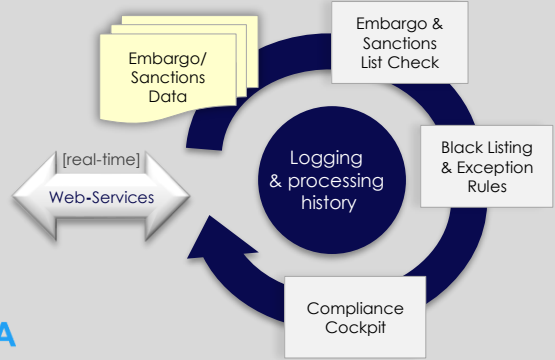 Embargo &
Sanctions
List Check
Embargo/
Sanctions
Data
Black Listing
& Exception
Rules
Logging
& processing
history
[real-time]
Web-Services
Compliance
Cockpit
A